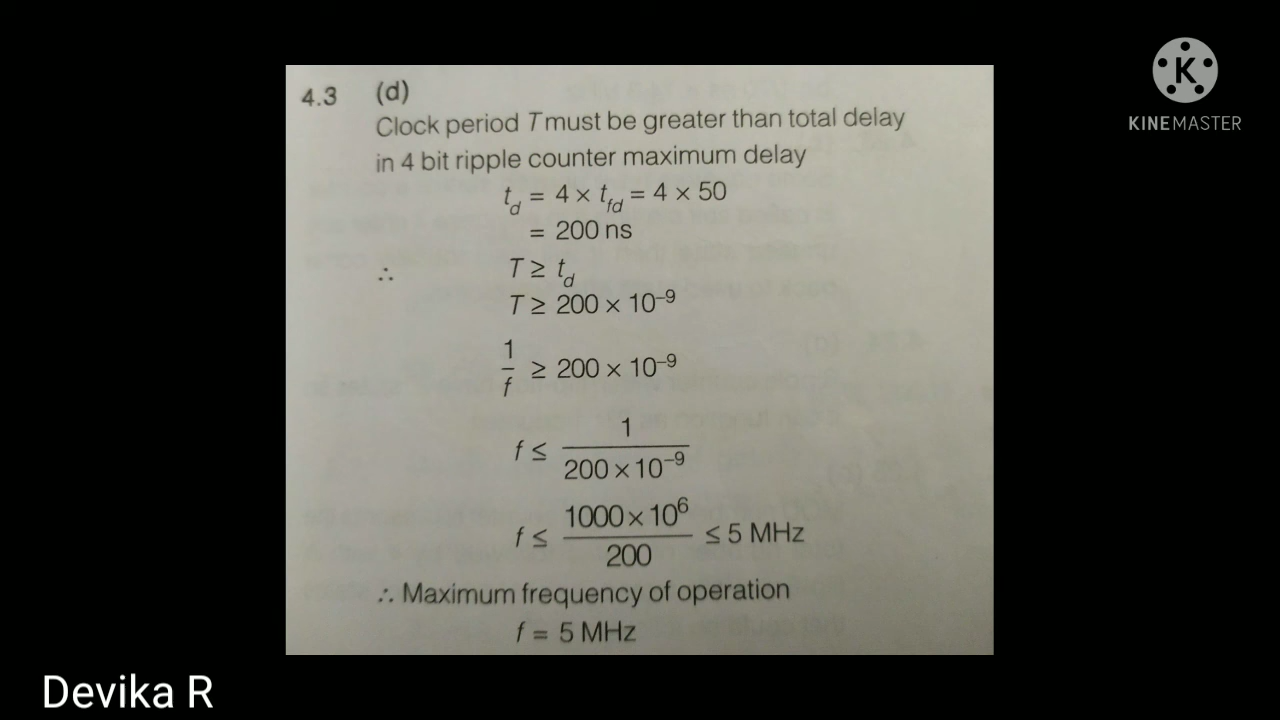 4.3 (d)
Clock period T must be greater than total delay
in 4 bit ripple counter maximum delay
t_d = 4 × t_fd = 4 × 50
= 200 ns
∴ T ≥ t_d
T ≥ 200 × 10⁻⁹
1/f ≥ 200 × 10⁻⁹
f ≤ 1/(200 × 10⁻⁹)
f ≤ (1000 × 10⁶)/200 ≤ 5 MHz
∴ Maximum frequency of operation
f = 5 MHz
K
KINEMASTER
Devika R